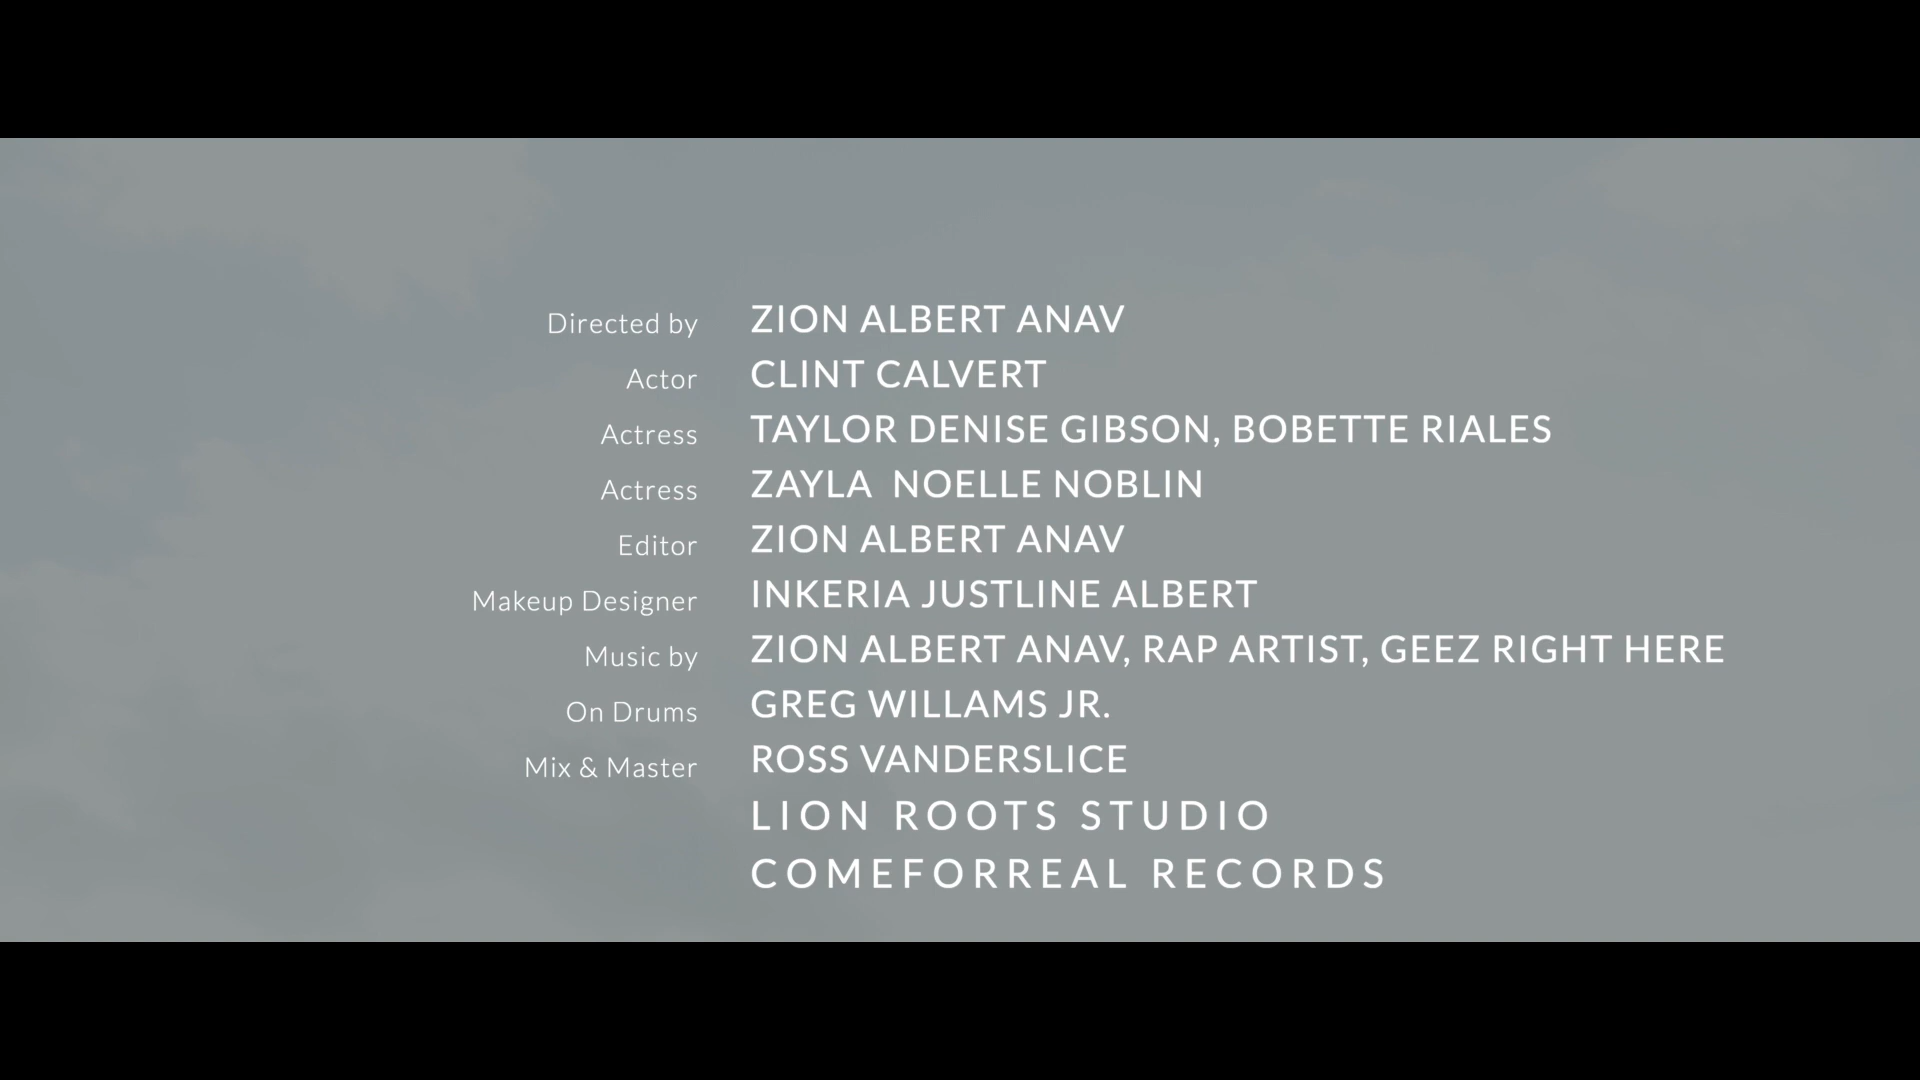 Directed by ZION ALBERT ANAV
Actor CLINT CALVERT
Actress TAYLOR DENISE GIBSON, BOBETTE RIALES
Actress ZAYLA  NOELLE NOBLIN
Editor ZION ALBERT ANAV
Makeup Designer INKERIA JUSTLINE ALBERT
Music by ZION ALBERT ANAV, RAP ARTIST, GEEZ RIGHT HERE
On Drums GREG WILLAMS JR.
Mix & Master ROSS VANDERSLICE
LION ROOTS STUDIO
COMEFORREAL RECORDS